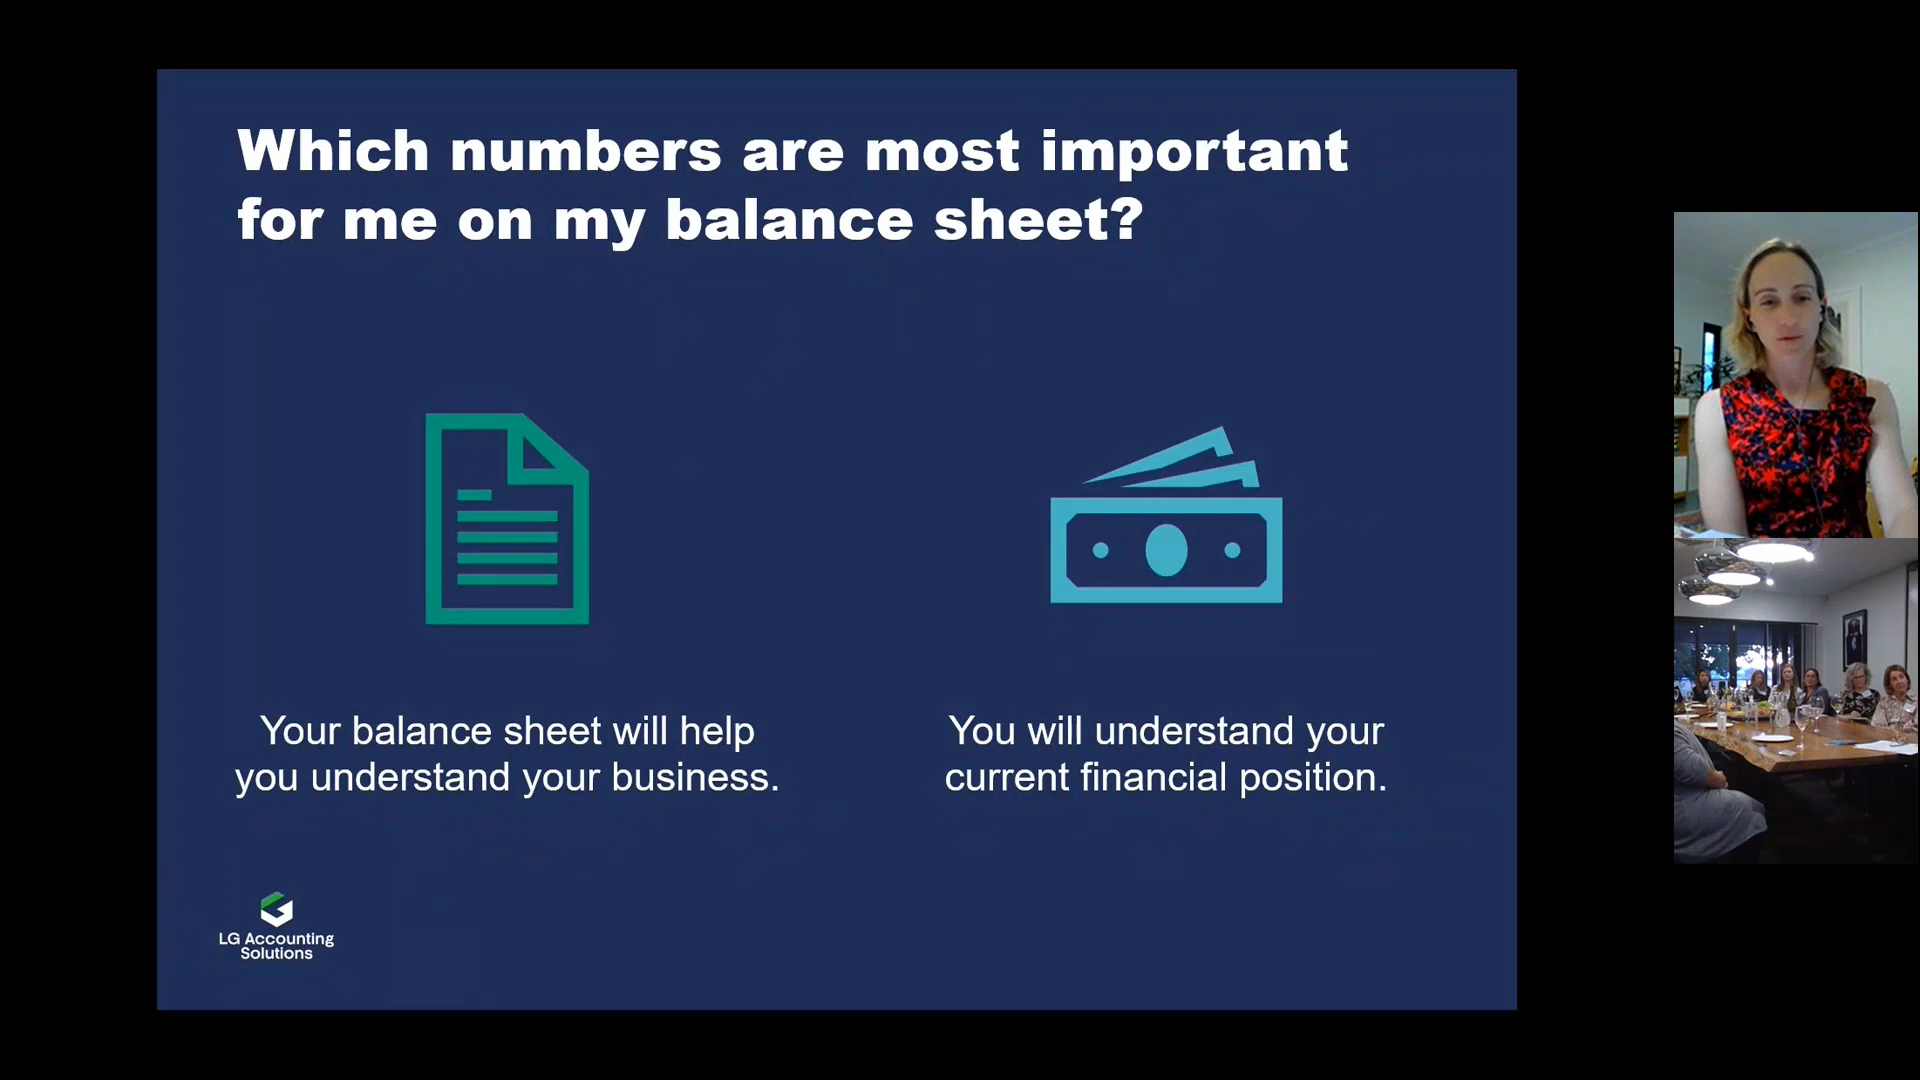 Which numbers are most important
for me on my balance sheet?
Your balance sheet will help
you understand your business.
You will understand your
current financial position.
LG Accounting
Solutions